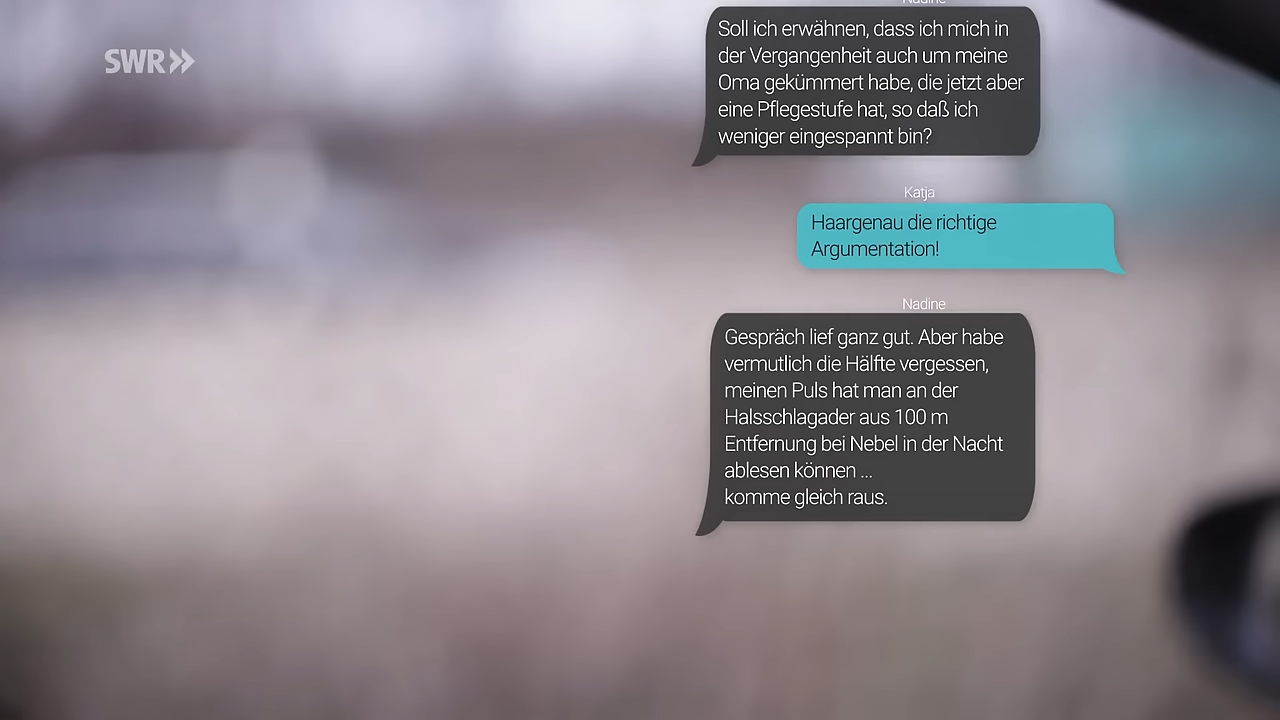 Nadine
SWR
Soll ich erwähnen, dass ich mich in
der Vergangenheit auch um meine
Oma gekümmert habe, die jetzt aber
eine Pflegestufe hat, so daß ich
weniger eingespannt bin?
Katja
Haargenau die richtige
Argumentation!
Nadine
Gespräch lief ganz gut. Aber habe
vermutlich die Hälfte vergessen,
meinen Puls hat man an der
Halsschlagader aus 100 m
Entfernung bei Nebel in der Nacht
ablesen können ...
komme gleich raus.